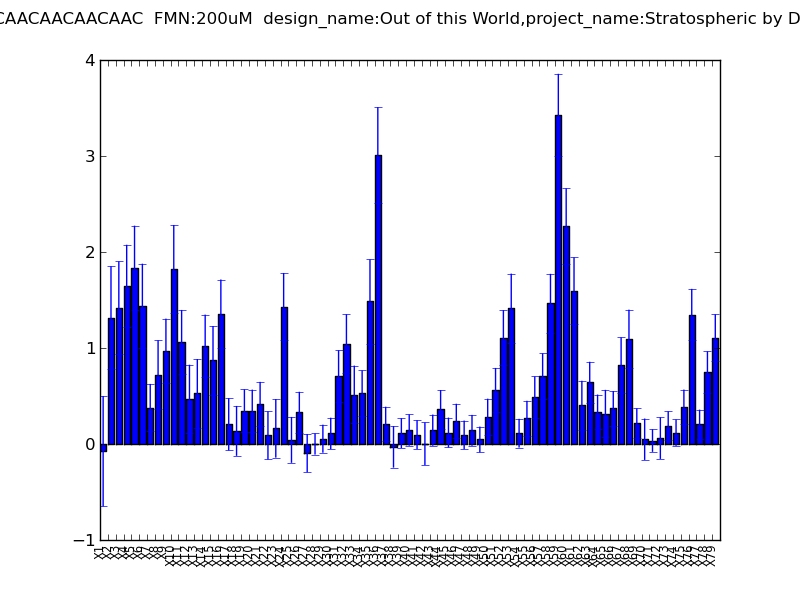 CAACAACAACAAC FMN:200uM design_name:Out of this World,project_name:Stratospheric by D
4
3
2
1
0
−1
X1
X2
X3
X4
X5
X6
X7
X8
X9
X10
X11
X12
X13
X14
X15
X16
X17
X18
X19
X20
X21
X22
X23
X24
X25
X26
X27
X28
X29
X30
X31
X32
X33
X34
X35
X36
X37
X38
X39
X40
X41
X42
X43
X44
X45
X46
X47
X48
X49
X50
X51
X52
X53
X54
X55
X56
X57
X58
X59
X60
X61
X62
X63
X64
X65
X66
X67
X68
X69
X70
X71
X72
X73
X74
X75
X76
X77
X78
X79